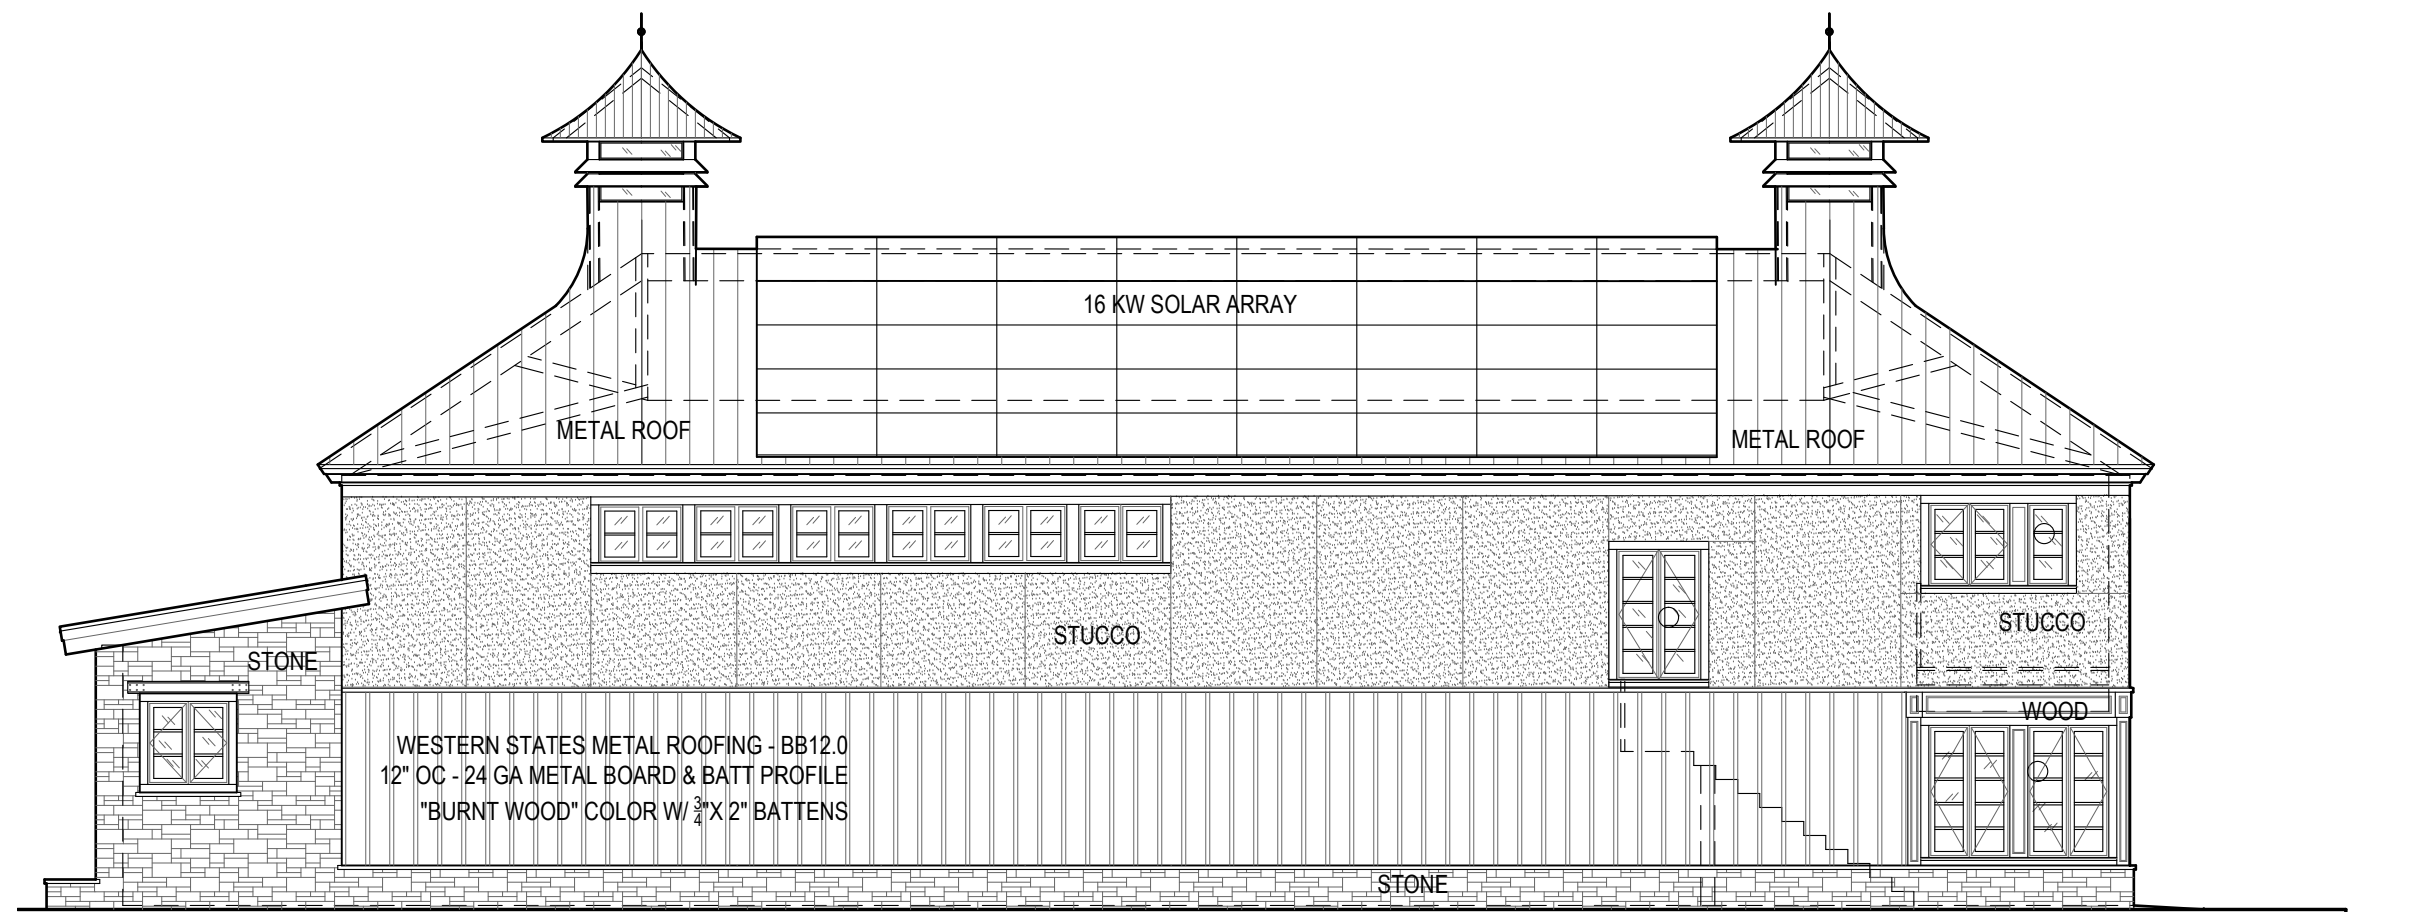 16 KW SOLAR ARRAY
METAL ROOF
METAL ROOF
STUCCO
STUCCO
STONE
WOOD
WESTERN STATES METAL ROOFING - BB12.0
12" OC - 24 GA METAL BOARD & BATT PROFILE
"BURNT WOOD" COLOR W/ 3/4"X 2" BATTENS
STONE